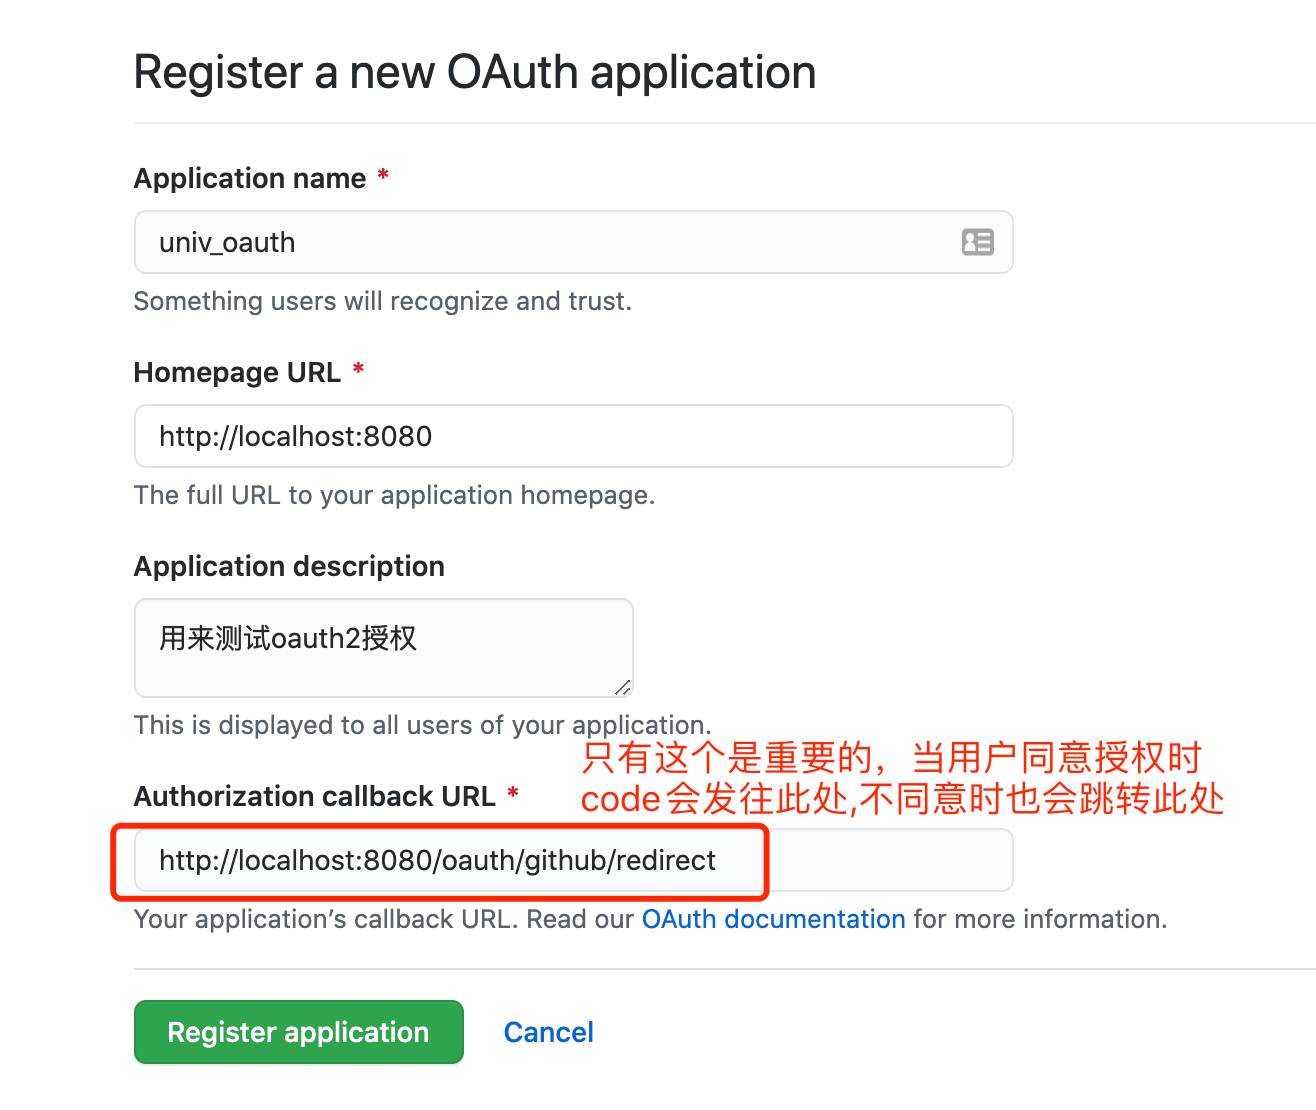 Register a new OAuth application
Application name *
univ_oauth
Something users will recognize and trust.
Homepage URL *
http://localhost:8080
The full URL to your application homepage.
Application description
用来测试oauth2授权
This is displayed to all users of your application.
只有这个是重要的，当用户同意授权时
code会发往此处,不同意时也会跳转此处
Authorization callback URL *
http://localhost:8080/oauth/github/redirect
Your application’s callback URL. Read our OAuth documentation for more information.
Register application
Cancel